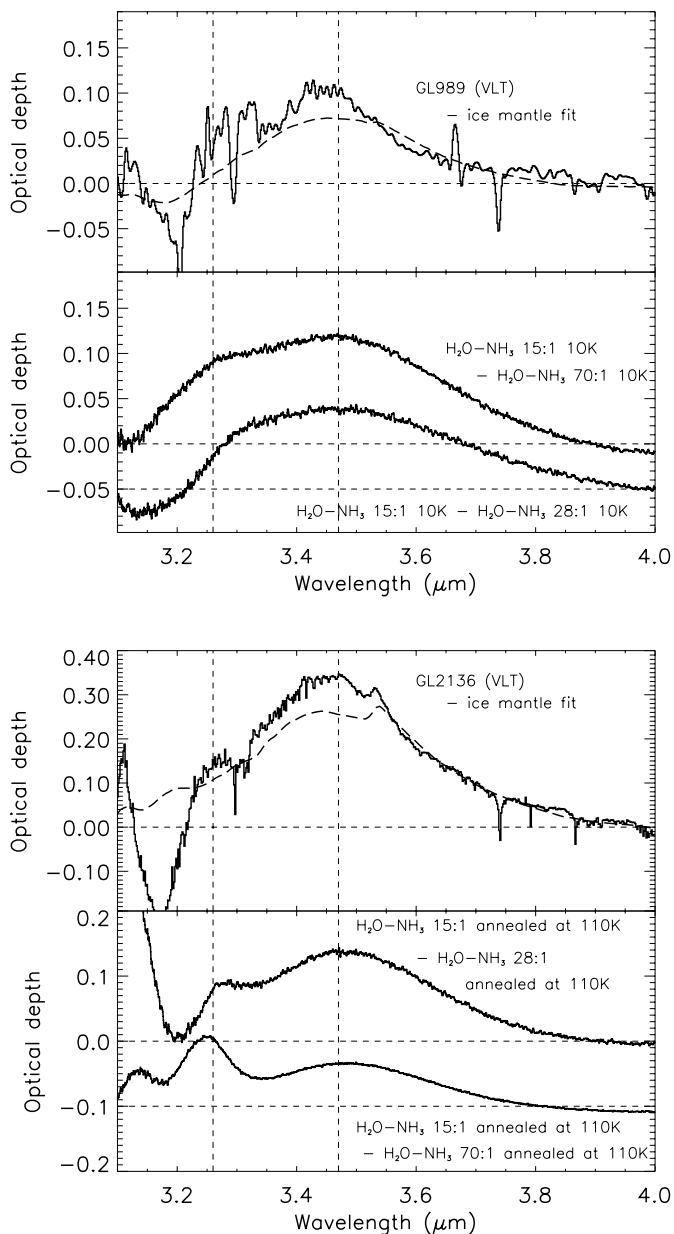 GL989 (VLT)
– ice mantle fit
Optical depth
0.15
0.10
0.05
0.00
−0.05
H₂O−NH₃ 15:1 10K
− H₂O−NH₃ 70:1 10K
Optical depth
0.15
0.10
0.05
0.00
−0.05
H₂O−NH₃ 15:1 10K − H₂O−NH₃ 28:1 10K
3.2 3.4 3.6 3.8 4.0
Wavelength (μm)
GL2136 (VLT)
– ice mantle fit
Optical depth
0.40
0.30
0.20
0.10
0.00
−0.10
H₂O−NH₃ 15:1 annealed at 110K
− H₂O−NH₃ 28:1
annealed at 110K
Optical depth
0.2
0.1
0.0
−0.1
−0.2
H₂O−NH₃ 15:1 annealed at 110K
− H₂O−NH₃ 70:1 annealed at 110K
3.2 3.4 3.6 3.8 4.0
Wavelength (μm)